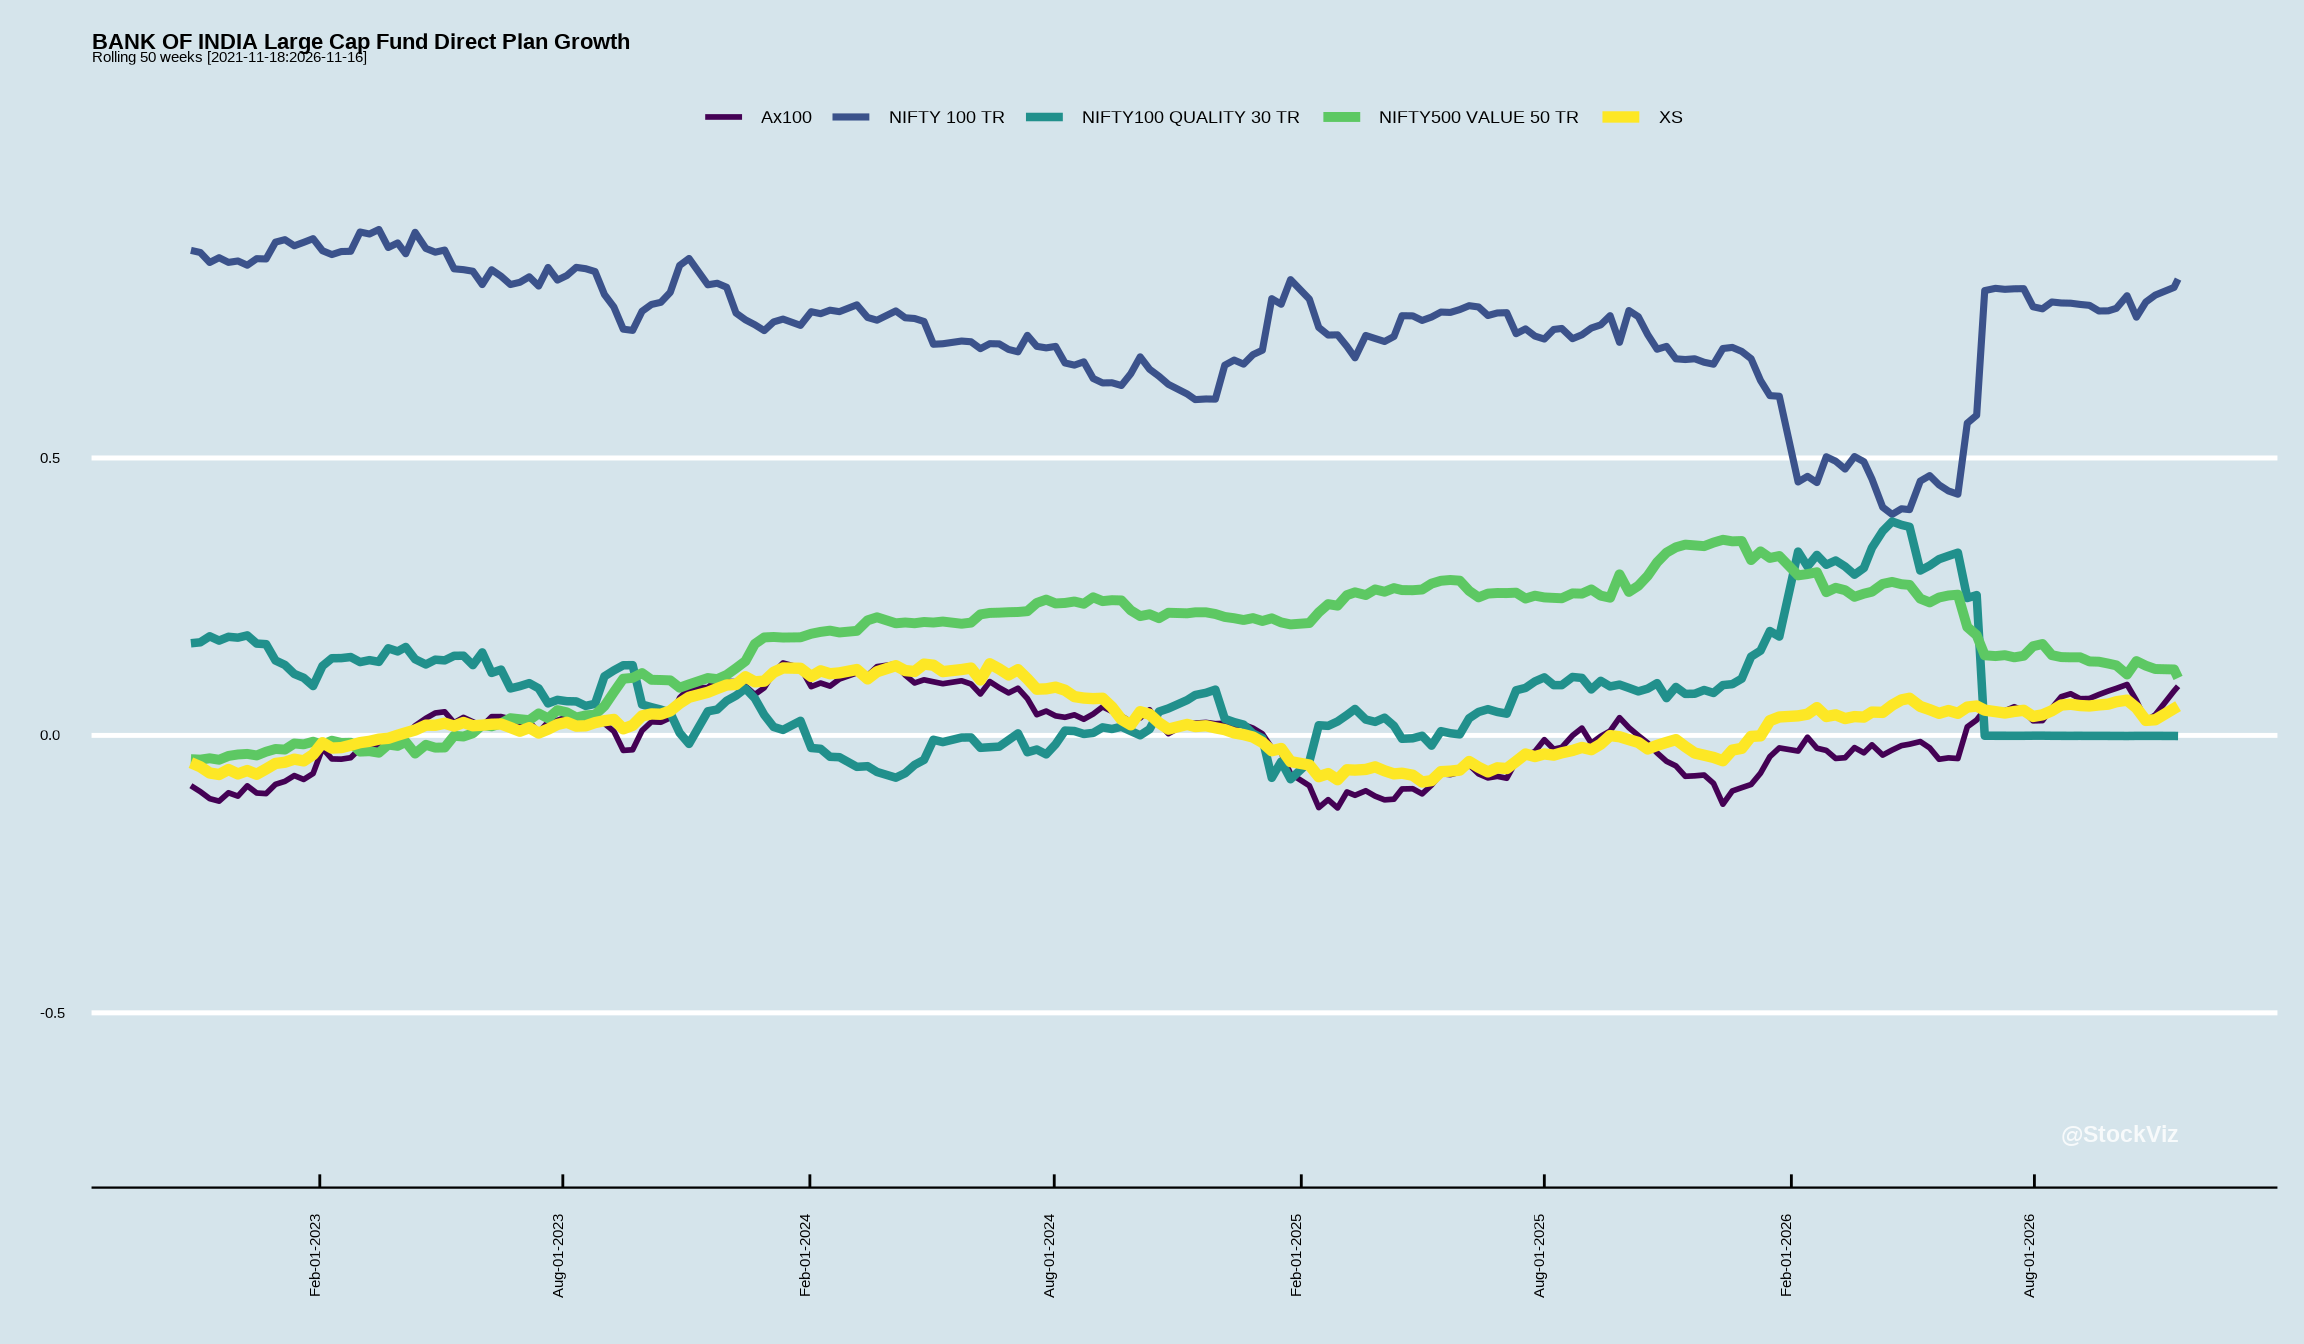 BANK OF INDIA Large Cap Fund Direct Plan Growth
Rolling 50 weeks [2021-11-18:2026-11-16]
Ax100 NIFTY 100 TR NIFTY100 QUALITY 30 TR NIFTY500 VALUE 50 TR XS
0.5
0.0
-0.5
@StockViz
Feb-01-2023
Aug-01-2023
Feb-01-2024
Aug-01-2024
Feb-01-2025
Aug-01-2025
Feb-01-2026
Aug-01-2026